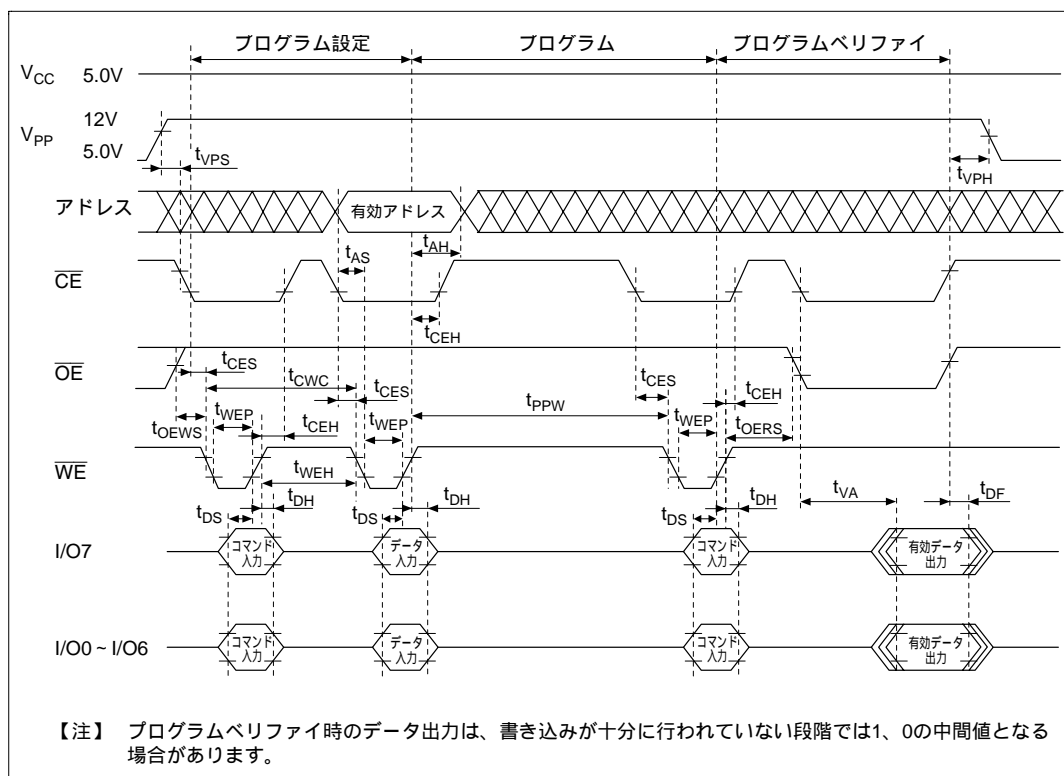 プログラム設定 プログラム プログラムベリファイ
VCC 5.0V
VPP 12V
5.0V
tVPS
tVPH
アドレス 有効アドレス
tAS tAH
CE
tCEH
OE
tCES tCWC tCES tCES tCEH
tOEWS tWEP tCEH tWEP tPPW tWEP tOERS
WE
tWEH
tDS tDH tDS tDH tDS tDH tVA tDF
I/O7 コマンド入力 データ入力 コマンド入力 有効データ出力
I/O0 ~ I/O6 コマンド入力 データ入力 コマンド入力 有効データ出力
【注】 プログラムベリファイ時のデータ出力は、書き込みが十分に行われていない段階では1、0の中間値となる
場合があります。